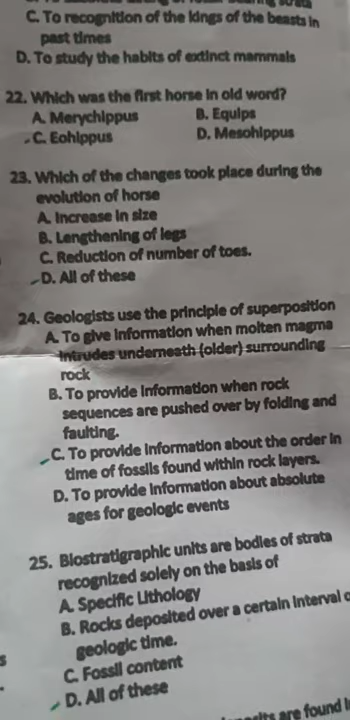 C. To recognition of the kings of the beasts in
past times
D. To study the habits of extinct mammals
22. Which was the first horse in old word?
A. Merychippus
B. Equips
C. Eohippus
D. Mesohippus
23. Which of the changes took place during the
evolution of horse
A. Increase in size
B. Lengthening of legs
C. Reduction of number of toes.
D. All of these
24. Geologists use the principle of superposition
A. To give information when molten magma
intrudes underneath (older) surrounding
rock
B. To provide information when rock
sequences are pushed over by folding and
faulting.
C. To provide information about the order in
time of fossils found within rock layers.
D. To provide information about absolute
ages for geologic events
25. Biostratigraphic units are bodies of strata
recognized solely on the basis of
A. Specific Lithology
B. Rocks deposited over a certain interval
geologic time.
C. Fossil content
D. All of these
are found